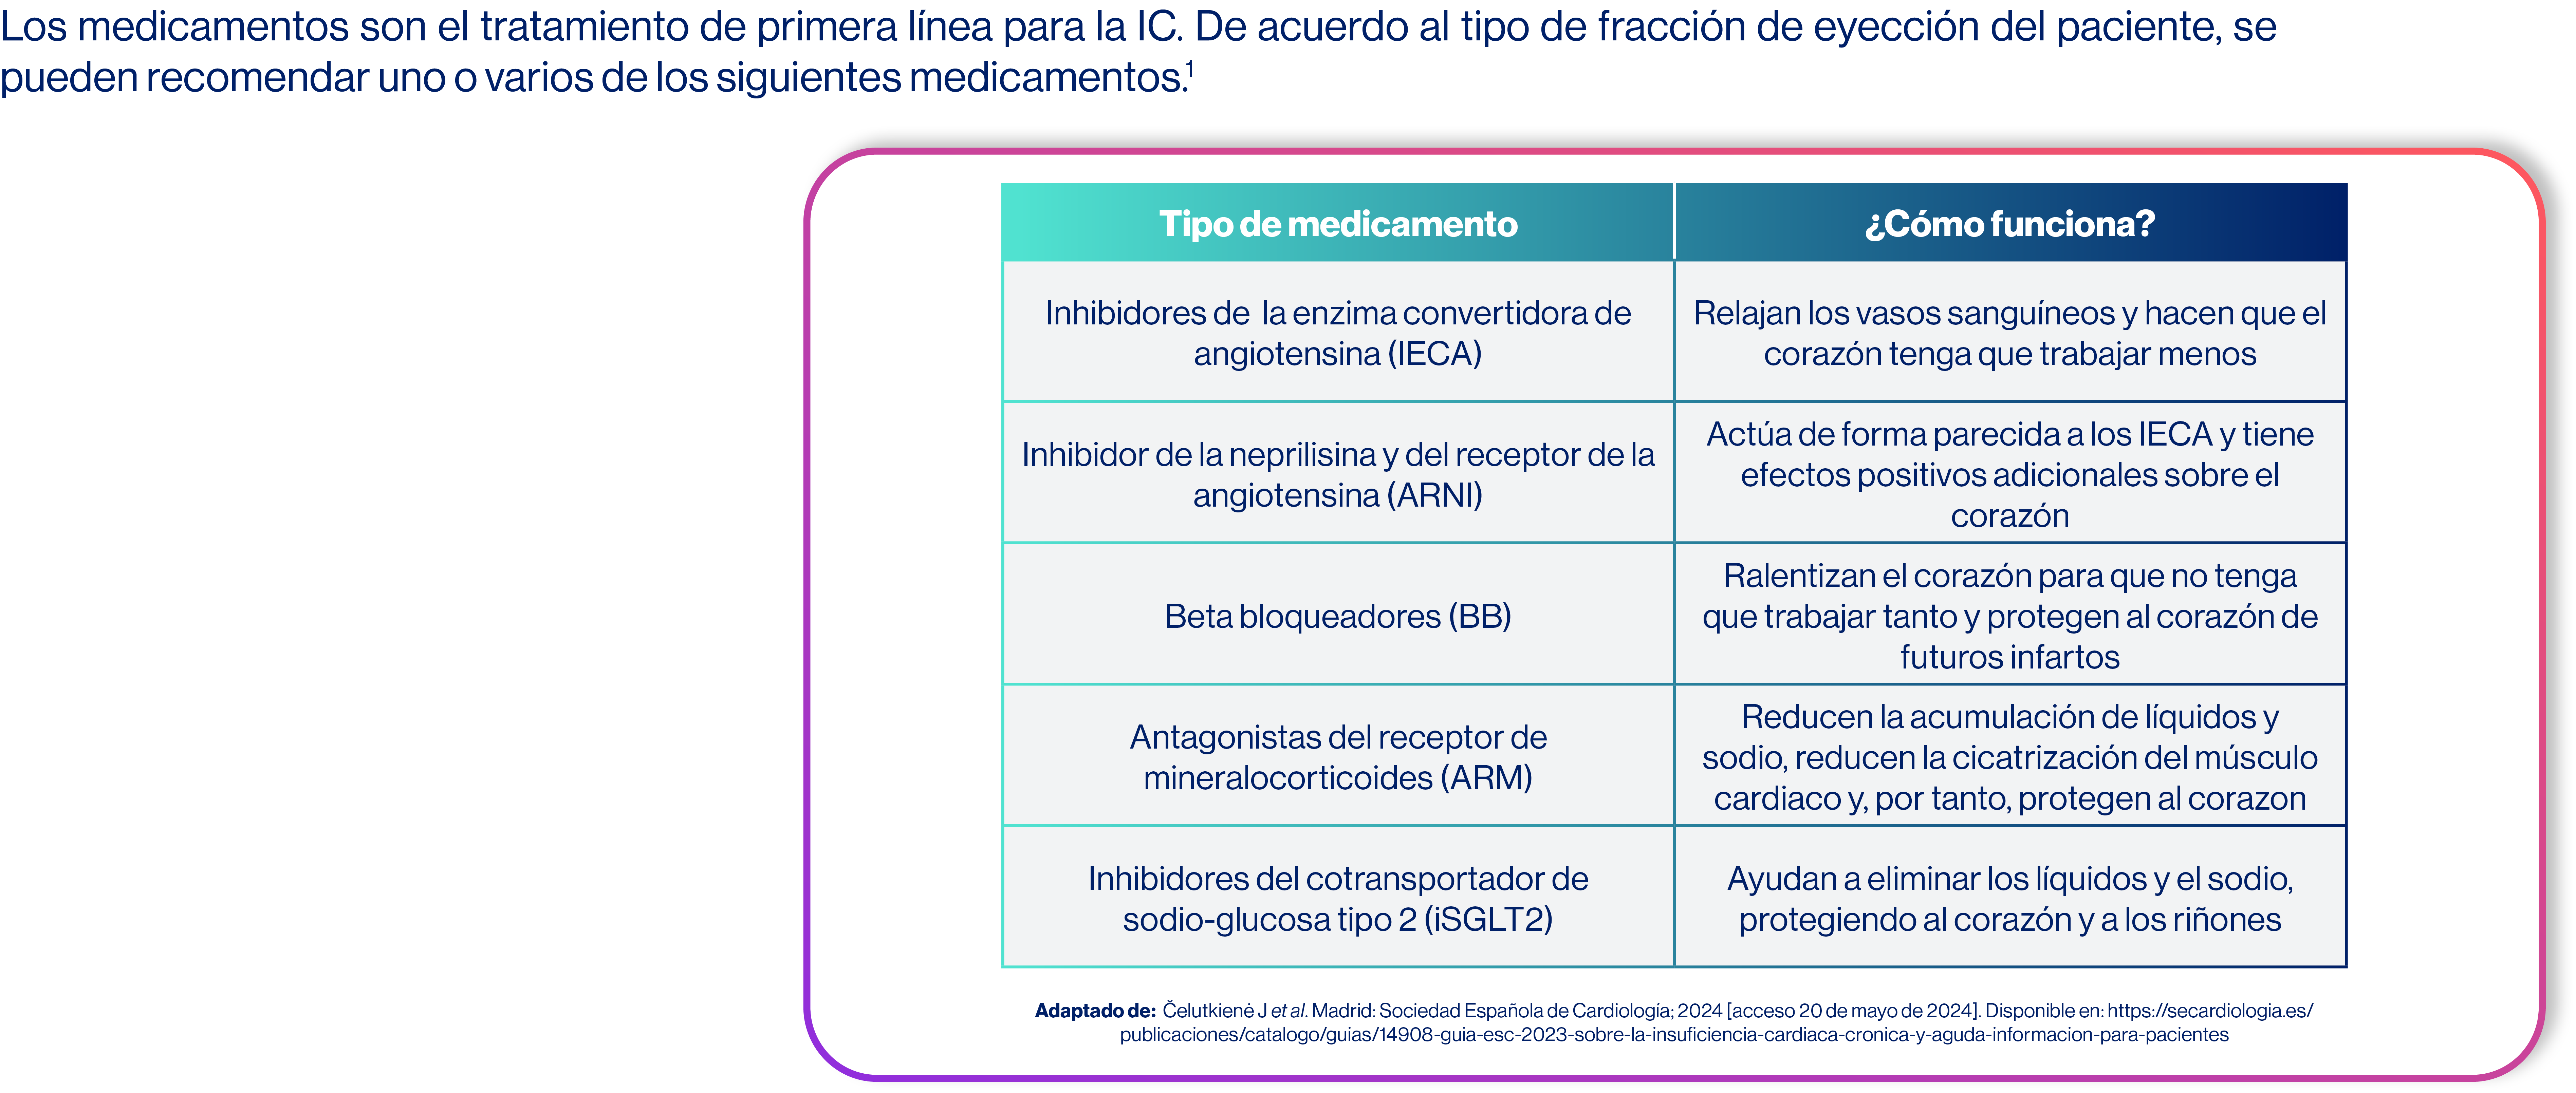 Los medicamentos son el tratamiento de primera línea para la IC. De acuerdo al tipo de fracción de eyección del paciente, se
pueden recomendar uno o varios de los siguientes medicamentos.¹
Tipo de medicamento
¿Cómo funciona?
Inhibidores de la enzima convertidora de
angiotensina (IECA)
Relajan los vasos sanguíneos y hacen que el
corazón tenga que trabajar menos
Inhibidor de la neprilisina y del receptor de la
angiotensina (ARNI)
Actúa de forma parecida a los IECA y tiene
efectos positivos adicionales sobre el
corazón
Beta bloqueadores (BB)
Ralentizan el corazón para que no tenga
que trabajar tanto y protegen al corazón de
futuros infartos
Antagonistas del receptor de
mineralocorticoides (ARM)
Reducen la acumulación de líquidos y
sodio, reducen la cicatrización del músculo
cardiaco y, por tanto, protegen al corazon
Inhibidores del cotransportador de
sodio-glucosa tipo 2 (iSGLT2)
Ayudan a eliminar los líquidos y el sodio,
protegiendo al corazón y a los riñones
Adaptado de: Čelutkienė J et al. Madrid: Sociedad Española de Cardiología; 2024 [acceso 20 de mayo de 2024]. Disponible en: https://secardiologia.es/
publicaciones/catalogo/guias/14908-guia-esc-2023-sobre-la-insuficiencia-cardiaca-cronica-y-aguda-informacion-para-pacientes